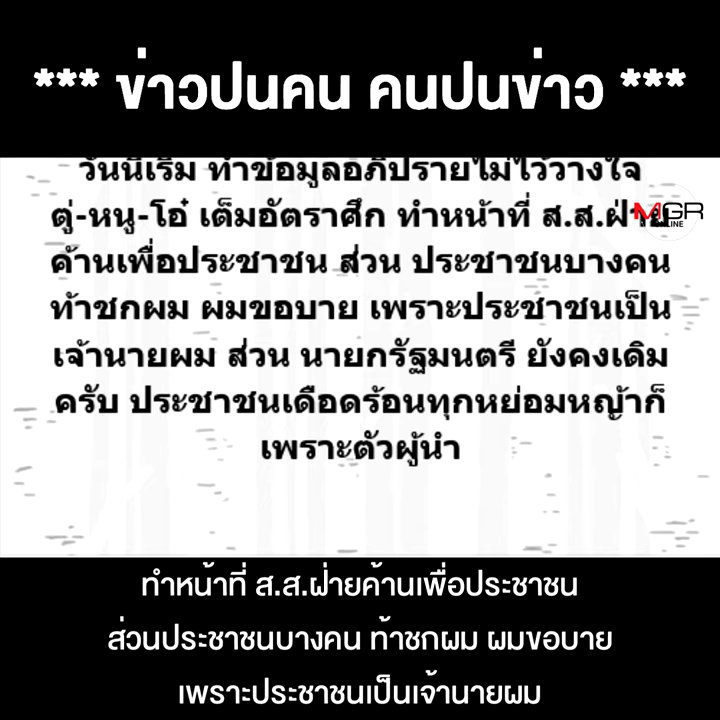 *** ข่าวปนคน คนปนข่าว ***
วันนี้เริ่ม ทำข้อมูลอภิปรายไม่ไว้วางใจ
ตู่-หนู-โอ๋ เต็มอัตราศึก ทำหน้าที่ ส.ส.ฝ่าย
MGR
ONLINE
ค้านเพื่อประชาชน ส่วน ประชาชนบางคน
ท้าชกผม ผมขอบาย เพราะประชาชนเป็น
เจ้านายผม ส่วน นายกรัฐมนตรี ยังคงเดิม
ครับ ประชาชนเดือดร้อนทุกหย่อมหญ้าก็
เพราะตัวผู้นำ
ทำหน้าที่ ส.ส.ฝ่ายค้านเพื่อประชาชน
ส่วนประชาชนบางคน ท้าชกผม ผมขอบาย
เพราะประชาชนเป็นเจ้านายผม